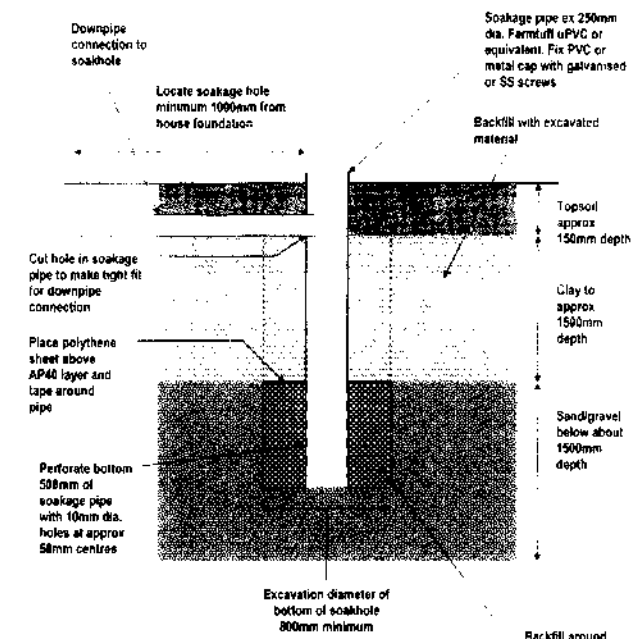 Downpipe
connection to
soakhole
Soakage pipe ex 250mm
dia. Farmtuff uPVC or
equivalent. Fix PVC or
metal cap with galvanised
or SS screws
Locate soakage hole
minimum 1000mm from
house foundation
Backfill with excavated
material
Topsoil
approx
150mm depth
Cut hole in soakage
pipe to make tight fit
for downpipe
connection
Clay to
approx
1500mm
depth
Place polythene
sheet above
AP40 layer and
tape around
pipe
Sand/gravel
below about
1500mm
depth
Perforate bottom
500mm of
soakage pipe
with 10mm dia.
holes at approx
50mm centres
Excavation diameter of
bottom of soakhole
800mm minimum
Backfill around